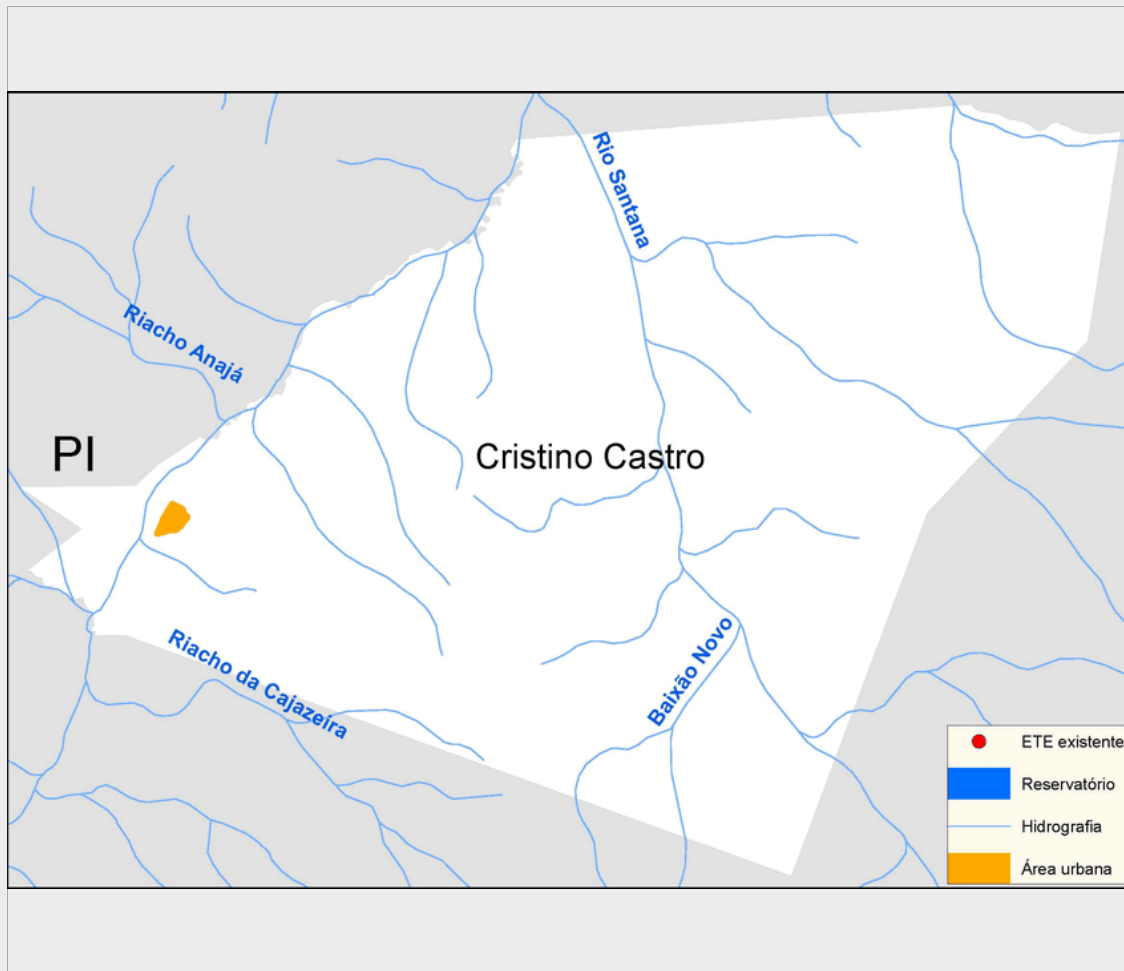 Rio Santana
Riacho Anajá
PI
Cristino Castro
Riacho da Cajazeira
Baixão Novo
ETE existente
Reservatório
Hidrografia
Área urbana